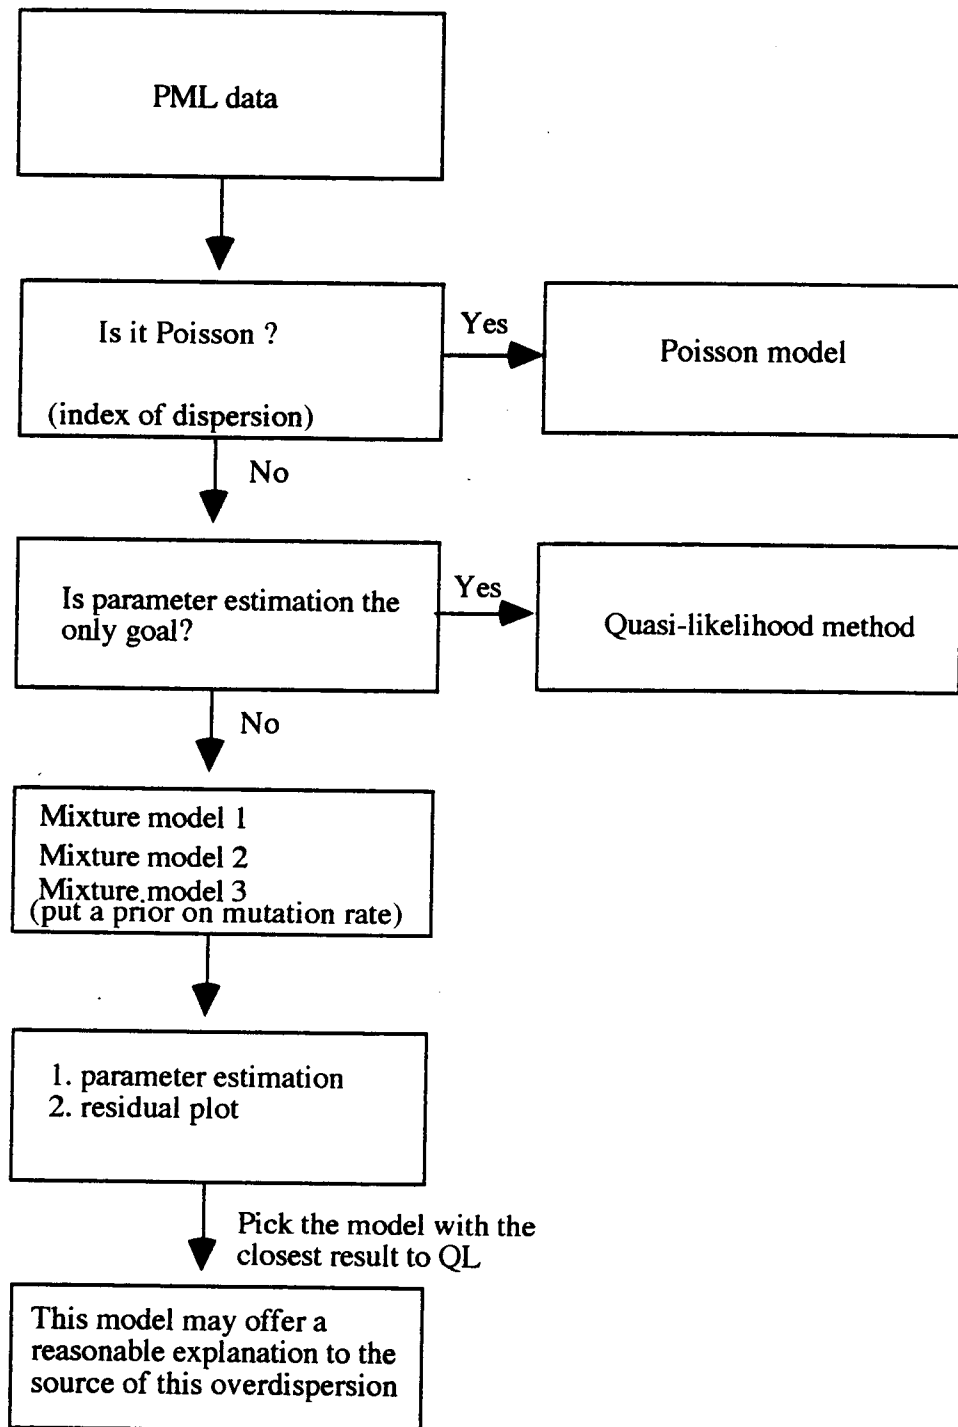 PML data
Is it Poisson ?
(index of dispersion)
Yes
Poisson model
No
Is parameter estimation the
only goal?
Yes
Quasi-likelihood method
No
Mixture model 1
Mixture model 2
Mixture model 3
(put a prior on mutation rate)
1. parameter estimation
2. residual plot
Pick the model with the
closest result to QL
This model may offer a
reasonable explanation to the
source of this overdispersion